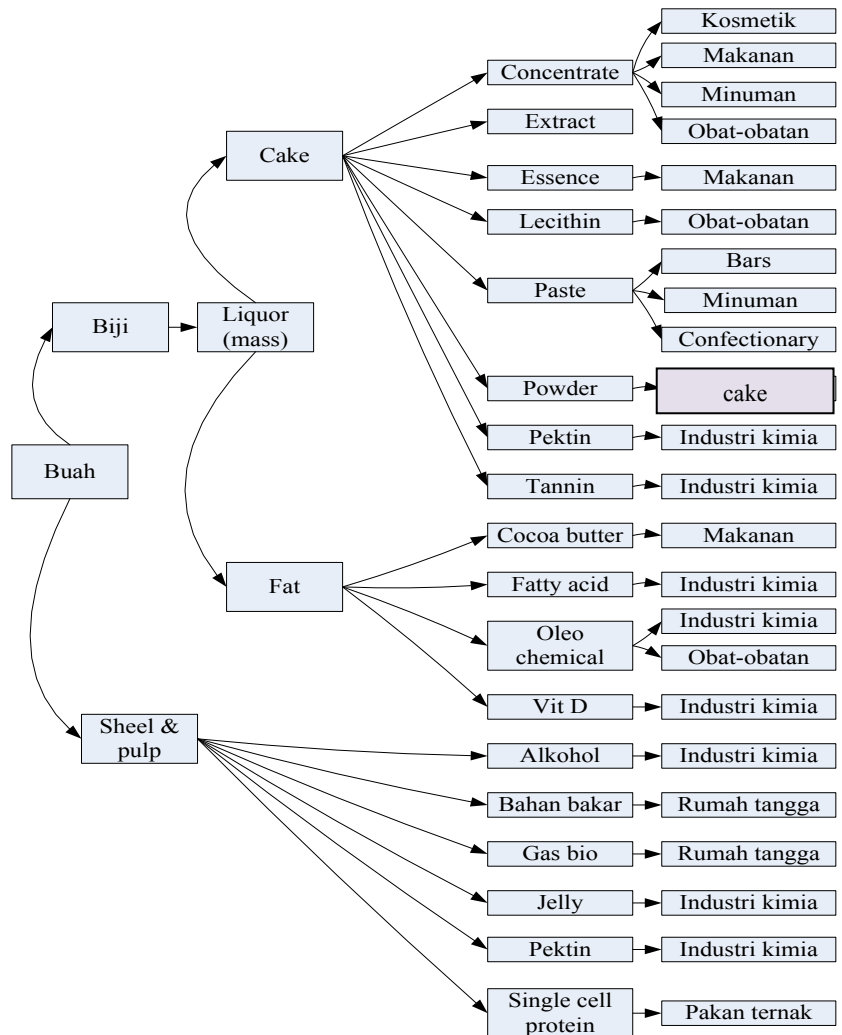 Kosmetik
Makanan
Concentrate
Minuman
Extract
Obat-obatan
Cake
Essence
Makanan
Lecithin
Obat-obatan
Bars
Paste
Minuman
Biji
Liquor
(mass)
Confectionary
Powder
cake
Pektin
Industri kimia
Buah
Tannin
Industri kimia
Cocoa butter
Makanan
Fat
Fatty acid
Industri kimia
Oleo
chemical
Industri kimia
Obat-obatan
Vit D
Industri kimia
Sheel &
pulp
Alkohol
Industri kimia
Bahan bakar
Rumah tangga
Gas bio
Rumah tangga
Jelly
Industri kimia
Pektin
Industri kimia
Single cell
protein
Pakan ternak